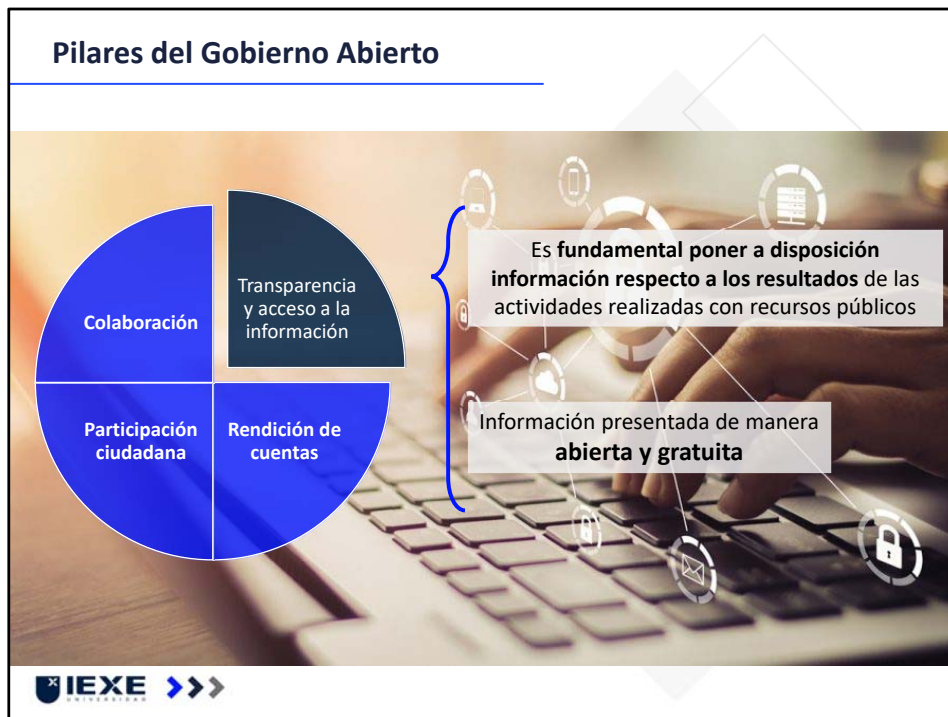 Pilares del Gobierno Abierto
Colaboración
Transparencia
y acceso a la
información
Participación
ciudadana
Rendición de
cuentas
Es fundamental poner a disposición
información respecto a los resultados de las
actividades realizadas con recursos públicos
Información presentada de manera
abierta y gratuita
IEXE
UNIVERSIDAD